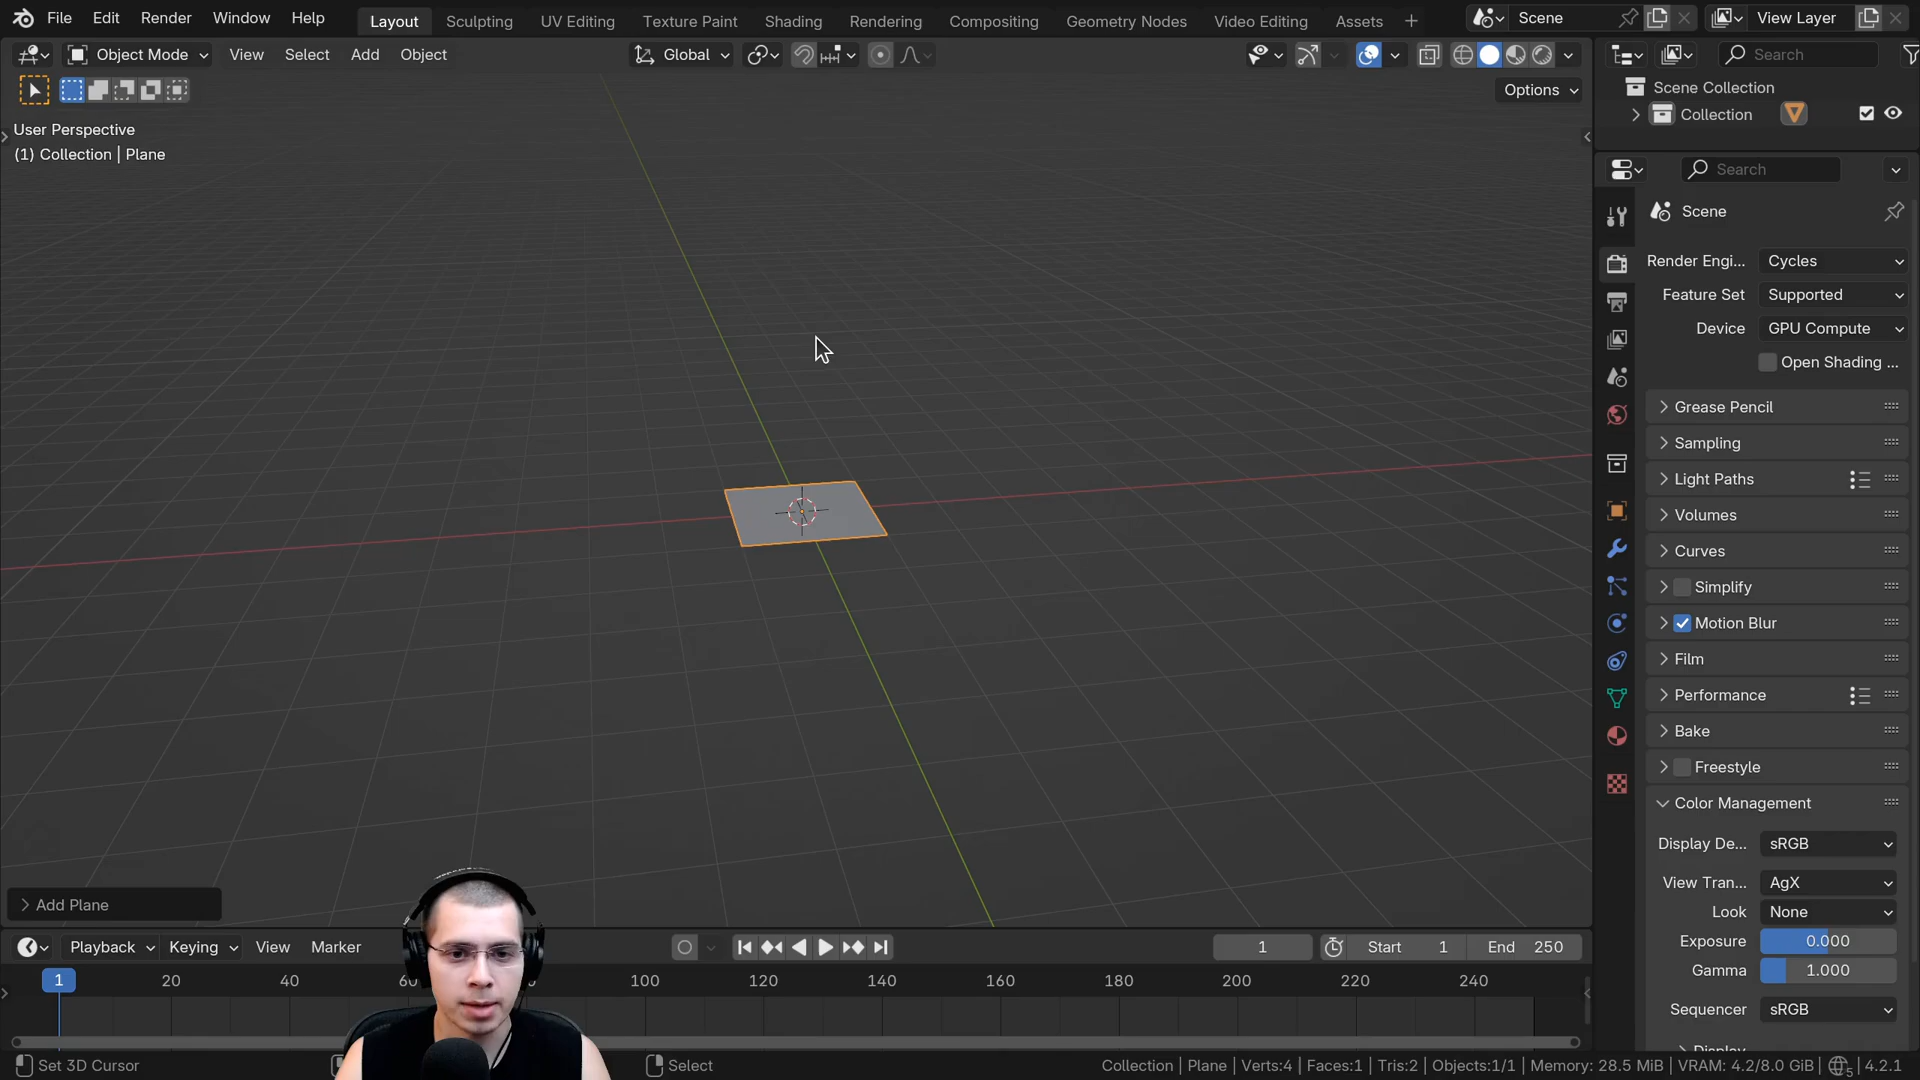 File Edit Render Window Help Layout Sculpting UV Editing Texture Paint Shading Rendering Compositing Geometry Nodes Video Editing Assets + Scene View Layer
Object Mode View Select Add Object Global Search
Options
Scene Collection
Collection
User Perspective
(1) Collection | Plane
Search
Scene
Render Engi... Cycles
Feature Set Supported
Device GPU Compute
Open Shading ...
Grease Pencil
Sampling
Light Paths
Volumes
Curves
Simplify
Motion Blur
Film
Performance
Bake
Freestyle
Color Management
Display De... sRGB
View Tran... AgX
Look None
Exposure 0.000
Gamma 1.000
Sequencer sRGB
Add Plane
Playback Keying View Marker 1 Start 1 End 250
1 20 40 100 120 140 160 180 200 220 240
Set 3D Cursor Select Collection | Plane | Verts:4 | Faces:1 | Tris:2 | Objects:1/1 | Memory: 28.5 MiB | VRAM: 4.2/8.0 GiB | 5 | 4.2.1